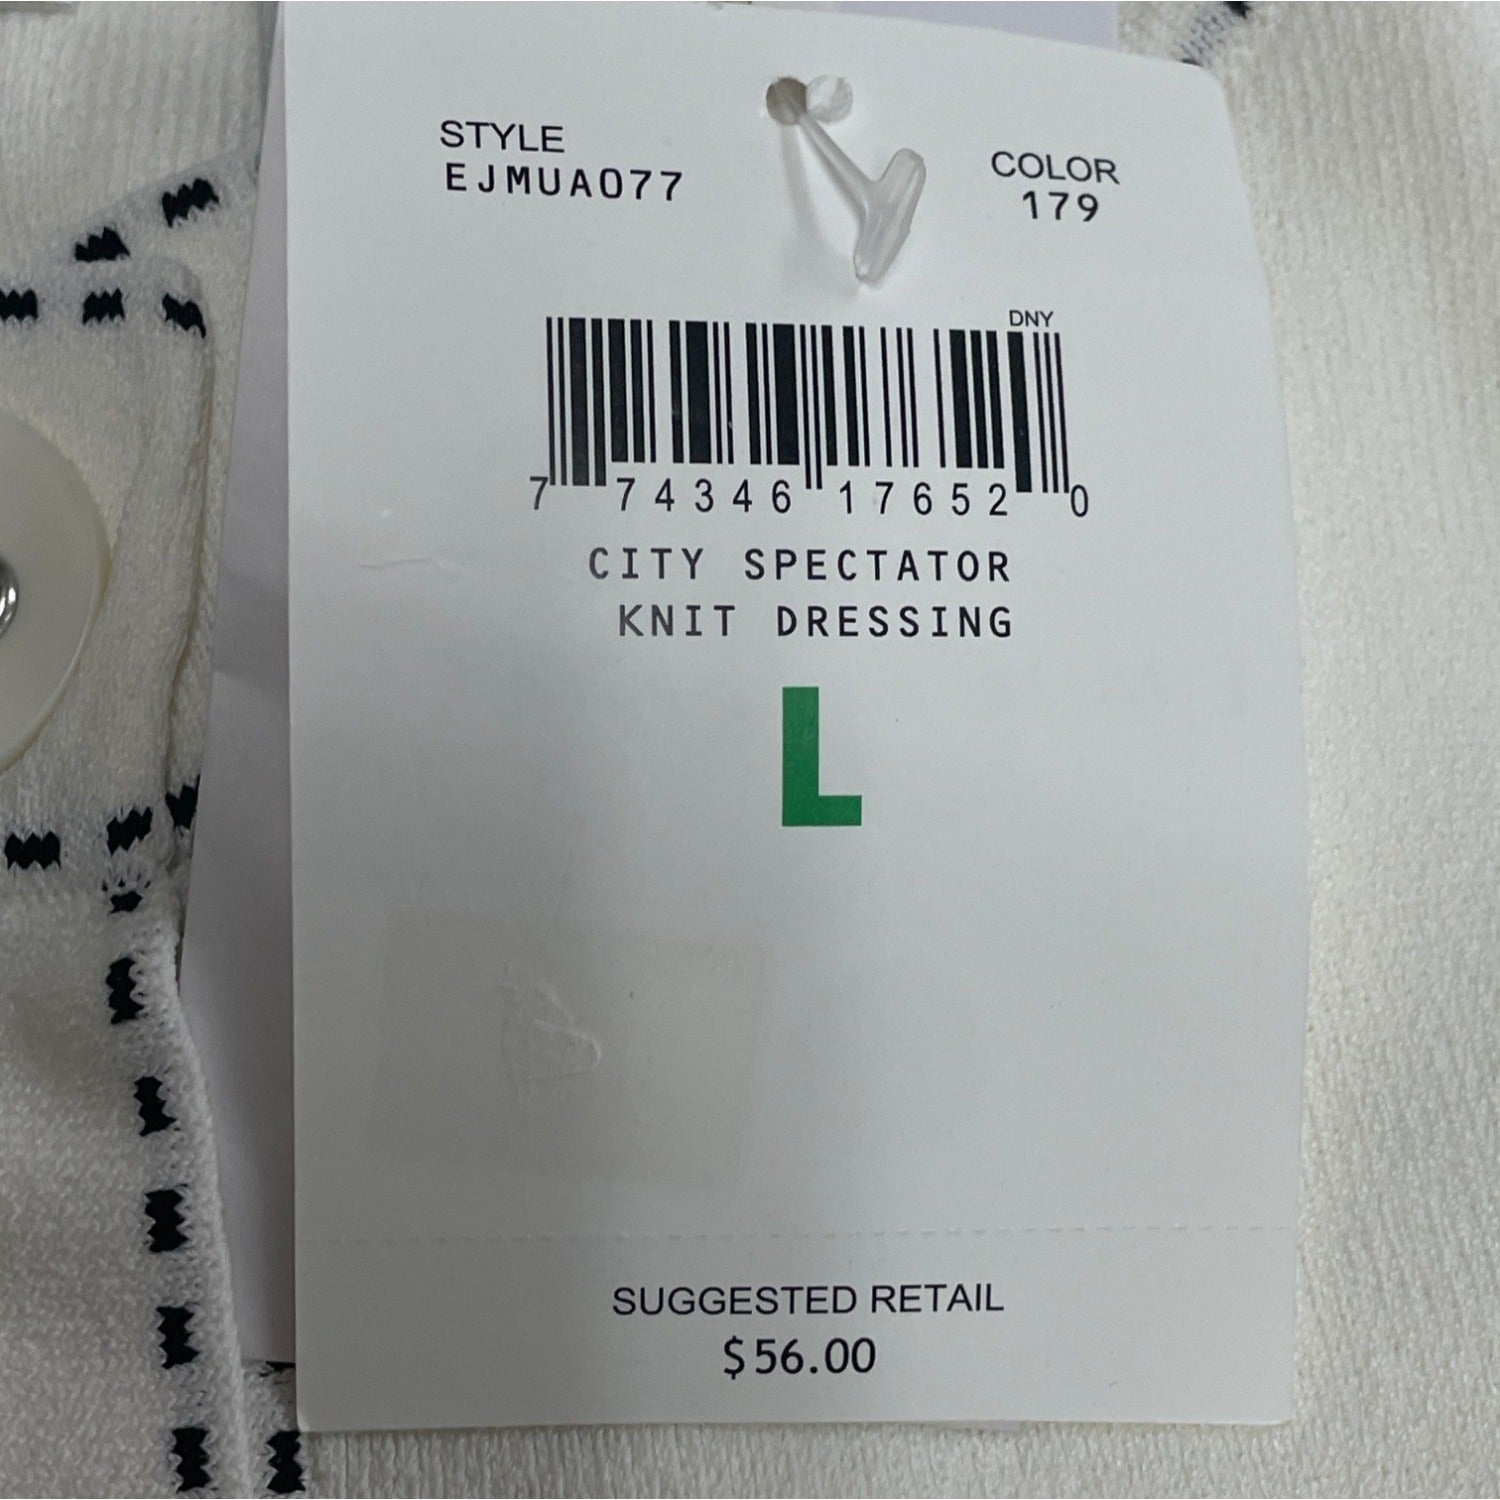 STYLE
EJMUA077
COLOR
179
DNY
7 74346 17652 0
CITY SPECTATOR
KNIT DRESSING
L
SUGGESTED RETAIL
$56.00